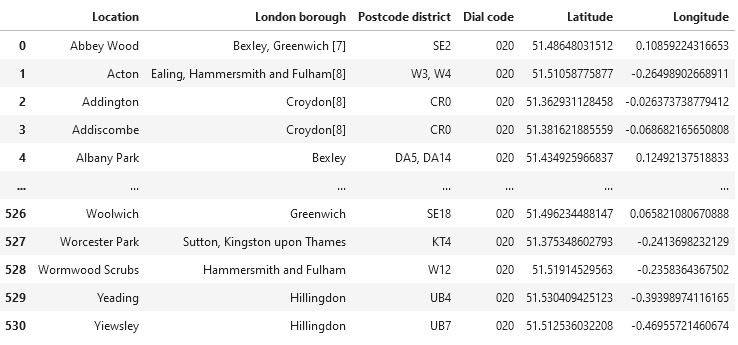 Location London borough Postcode district Dial code Latitude Longitude
0 Abbey Wood Bexley, Greenwich [7] SE2 020 51.48648031512 0.10859224316653
1 Acton Ealing, Hammersmith and Fulham[8] W3, W4 020 51.51058775877 -0.26498902668911
2 Addington Croydon[8] CR0 020 51.362931128458 -0.026373738779412
3 Addiscombe Croydon[8] CR0 020 51.381621885559 -0.068682165650808
4 Albany Park Bexley DA5, DA14 020 51.434925966837 0.12492137518833
... ... ... ... ... ... ...
526 Woolwich Greenwich SE18 020 51.496234488147 0.065821080670888
527 Worcester Park Sutton, Kingston upon Thames KT4 020 51.375348602793 -0.2413698232129
528 Wormwood Scrubs Hammersmith and Fulham W12 020 51.51914529563 -0.2358364367502
529 Yeading Hillingdon UB4 020 51.530409425123 -0.39398974116165
530 Yiewsley Hillingdon UB7 020 51.512536032208 -0.46955721460674